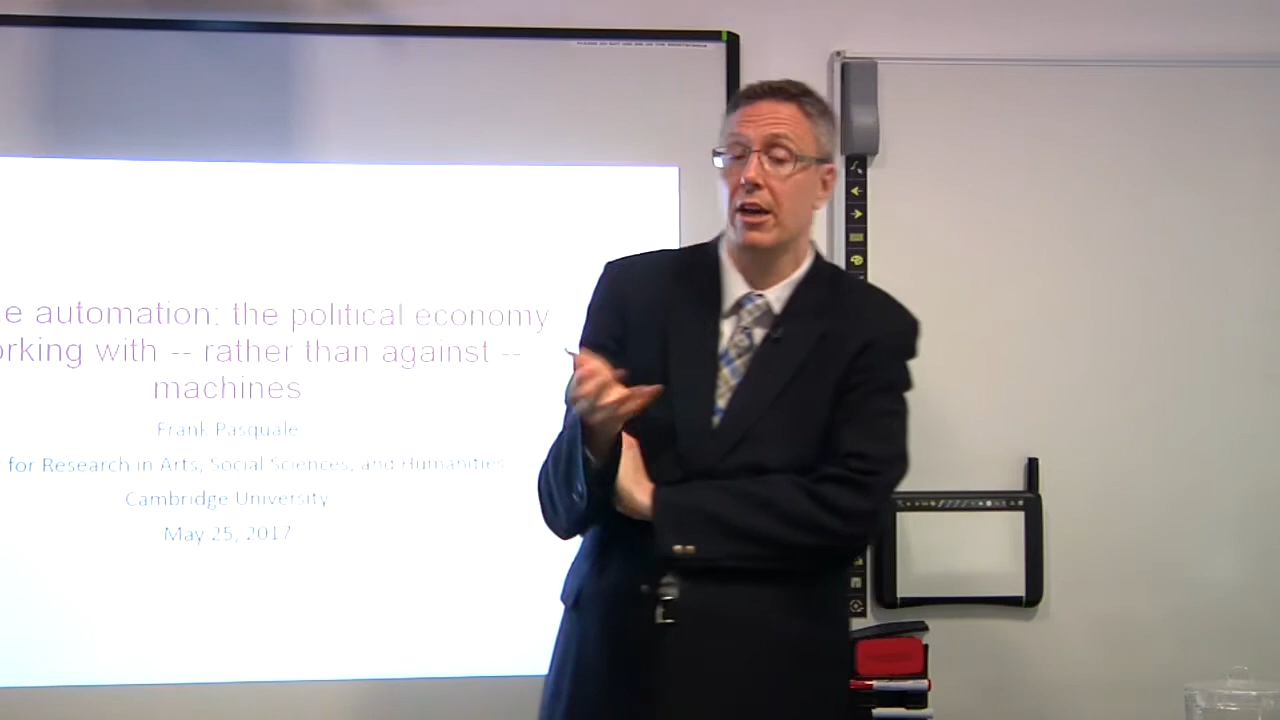 e automation: the political economy
rking with -- rather than against --
machines
Frank Pasquale
for Research in Arts, Social Sciences, and Humanities
Cambridge University
May 25, 2017